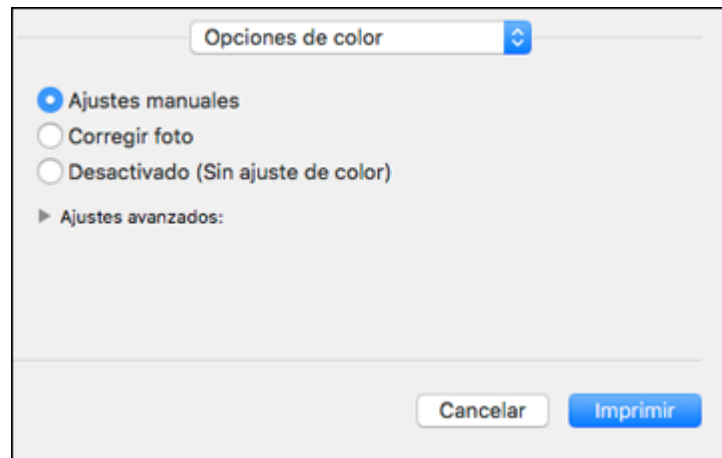 Opciones de color
Ajustes manuales
Corregir foto
Desactivado (Sin ajuste de color)
Ajustes avanzados:
Cancelar Imprimir